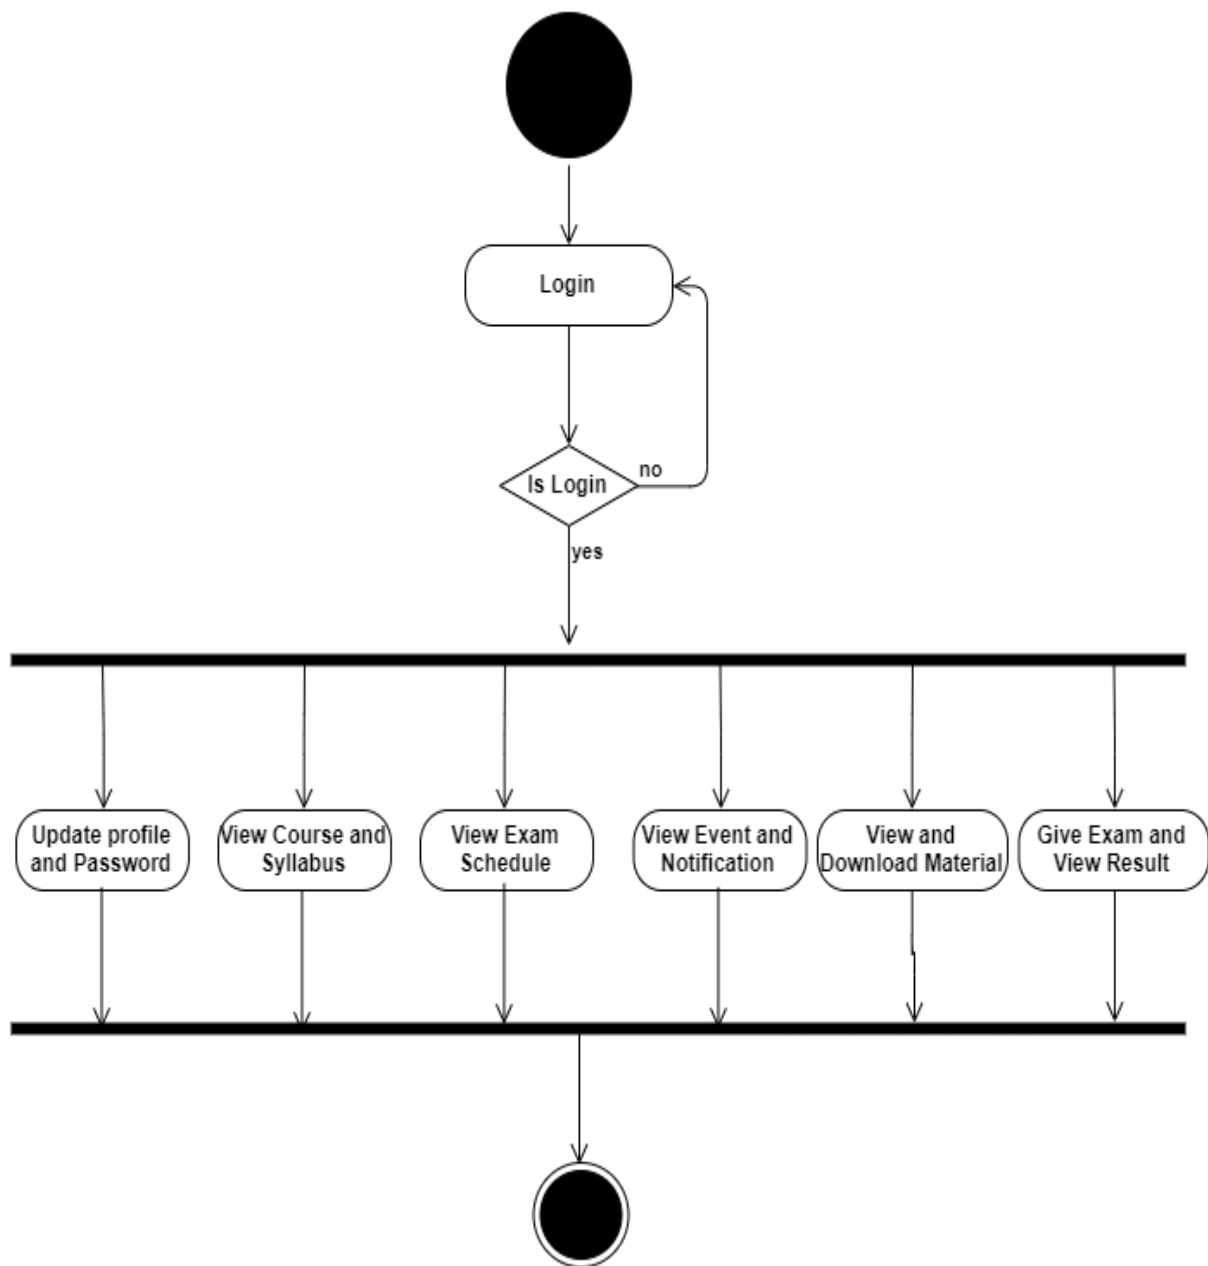 Login
Is Login
no
yes
Update profile
and Password
View Course and
Syllabus
View Exam
Schedule
View Event and
Notification
View and
Download Material
Give Exam and
View Result